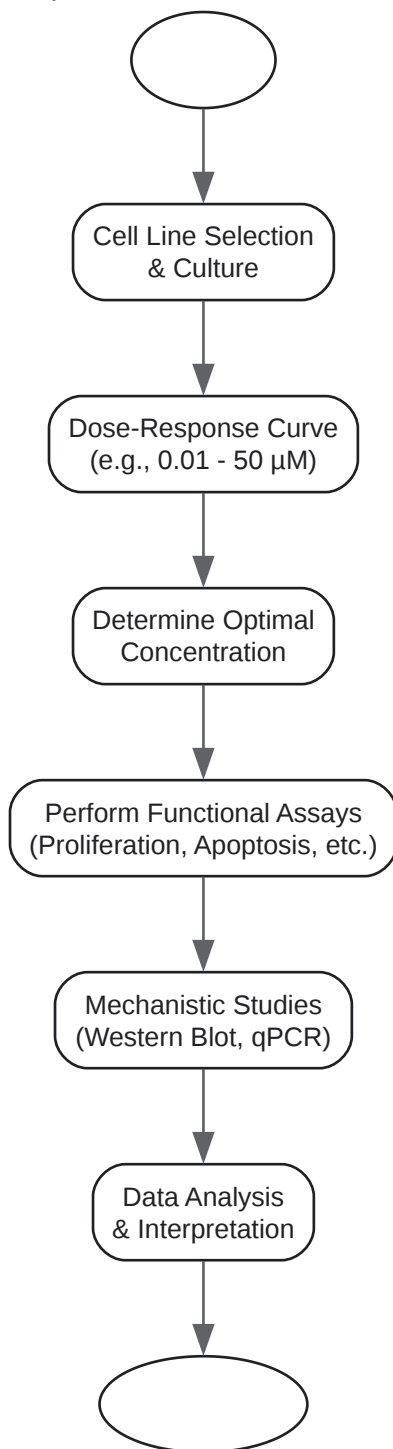 Cell Line Selection
& Culture
Dose-Response Curve
(e.g., 0.01 - 50 µM)
Determine Optimal
Concentration
Perform Functional Assays
(Proliferation, Apoptosis, etc.)
Mechanistic Studies
(Western Blot, qPCR)
Data Analysis
& Interpretation